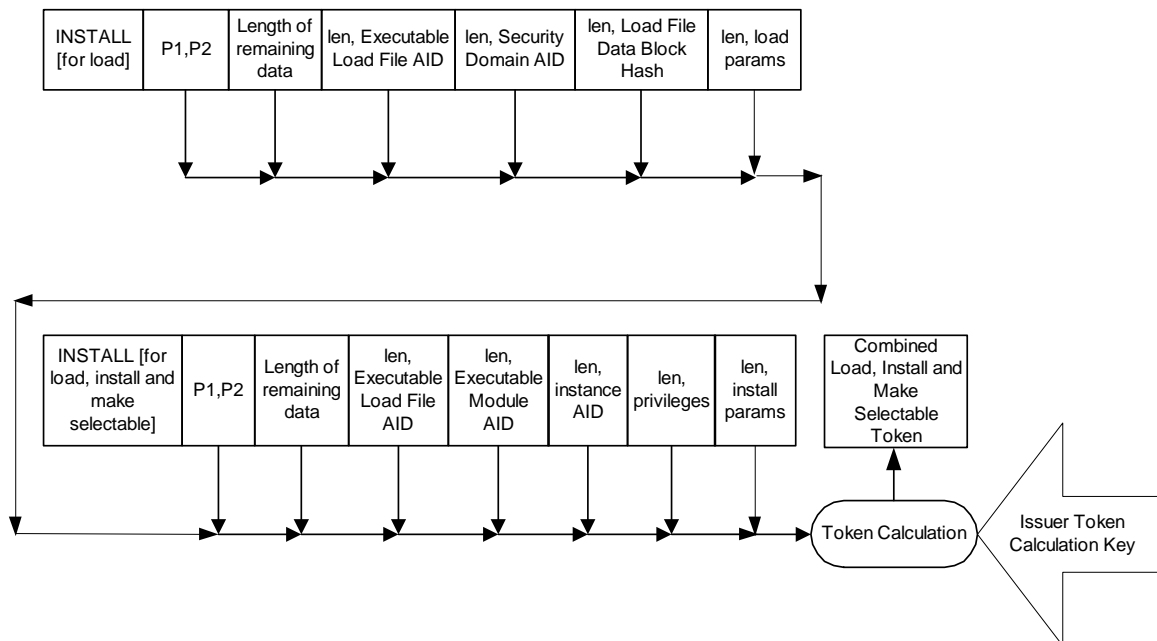 INSTALL
[for load]
P1,P2
Length of
remaining
data
len, Executable
Load File AID
len, Security
Domain AID
len, Load File
Data Block
Hash
len, load
params
INSTALL [for
load, install and
make
selectable]
P1,P2
Length of
remaining
data
len,
Executable
Load File
AID
len,
Executable
Module
AID
len,
instance
AID
len,
privileges
len,
install
params
Combined
Load, Install and
Make
Selectable
Token
Token Calculation
Issuer Token
Calculation Key